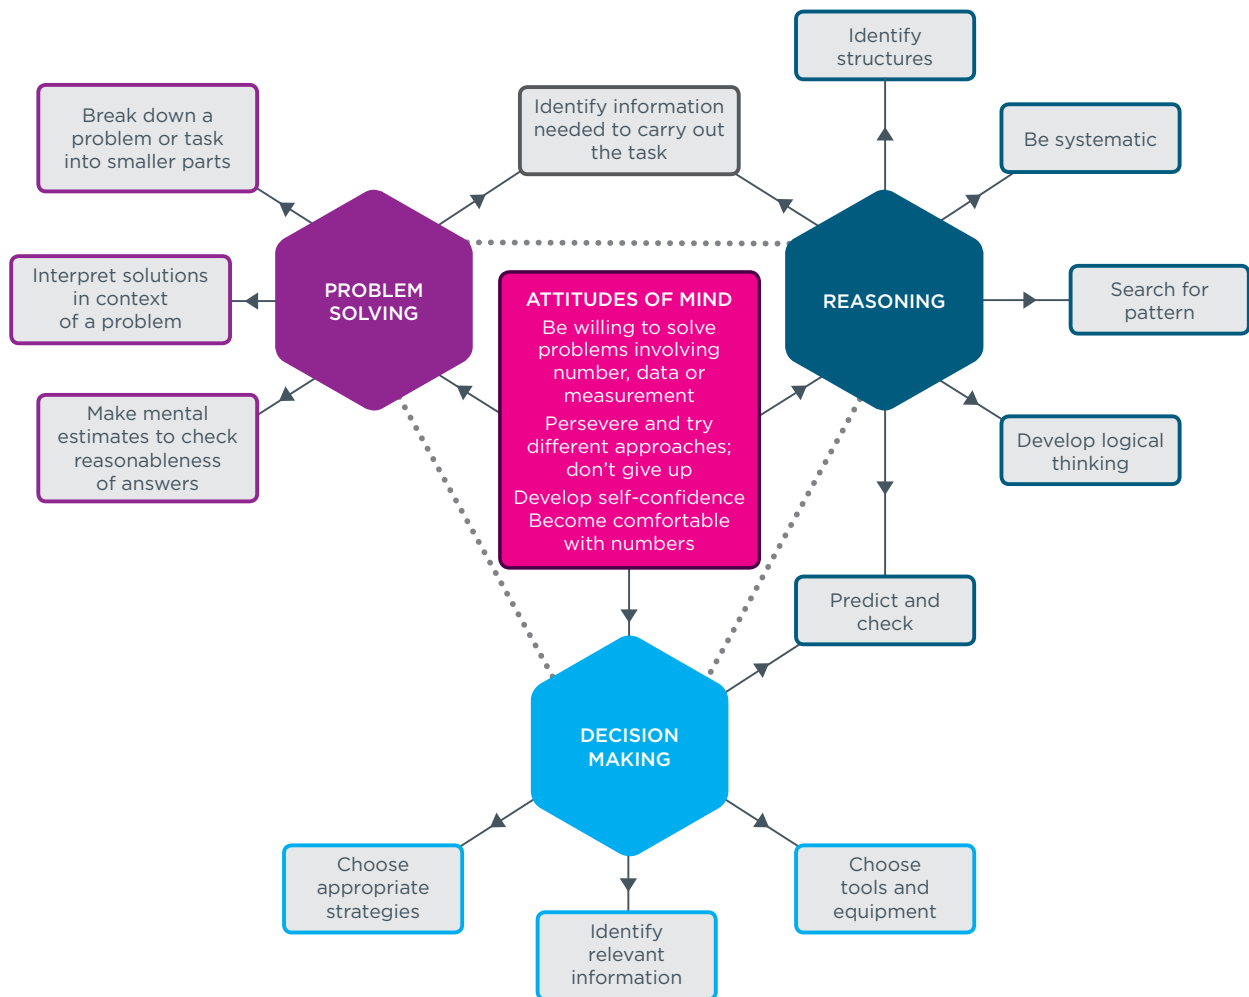 Identify
structures
Break down a
problem or task
into smaller parts
Identify information
needed to carry out
the task
Be systematic
Interpret solutions
in context
of a problem
PROBLEM
SOLVING
ATTITUDES OF MIND
Be willing to solve
problems involving
number, data or
measurement
Persevere and try
different approaches;
don't give up
Develop self-confidence
Become comfortable
with numbers
REASONING
Search for
pattern
Make mental
estimates to check
reasonableness
of answers
Develop logical
thinking
Predict and
check
DECISION
MAKING
Choose
appropriate
strategies
Identify
relevant
information
Choose
tools and
equipment